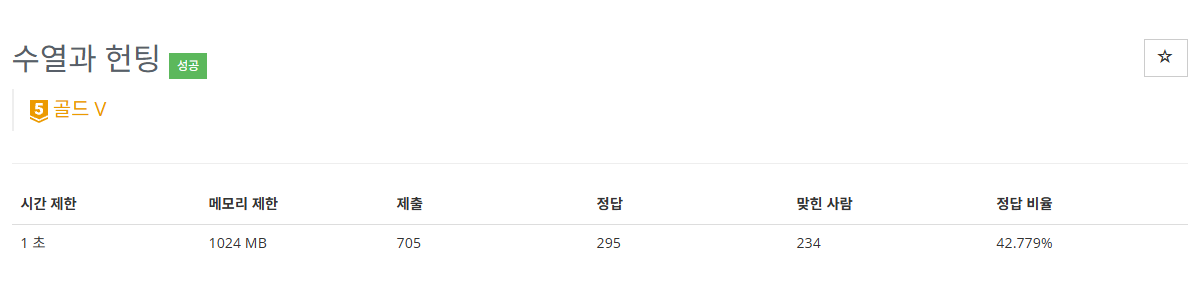 수열과 헌팅 성공
5 골드 V
시간 제한 메모리 제한 제출 정답 맞힌 사람 정답 비율
1 초 1024 MB 705 295 234 42.779%